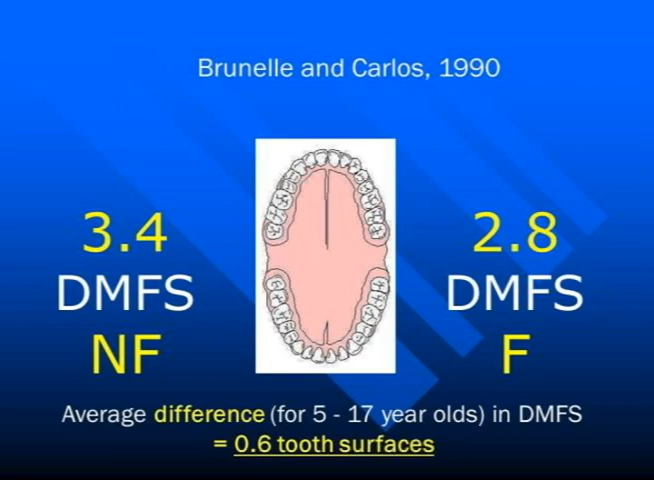 Brunelle and Carlos, 1990
3.4
DMFS
NF
2.8
DMFS
F
Average difference (for 5 - 17 year olds) in DMFS
= 0.6 tooth surfaces